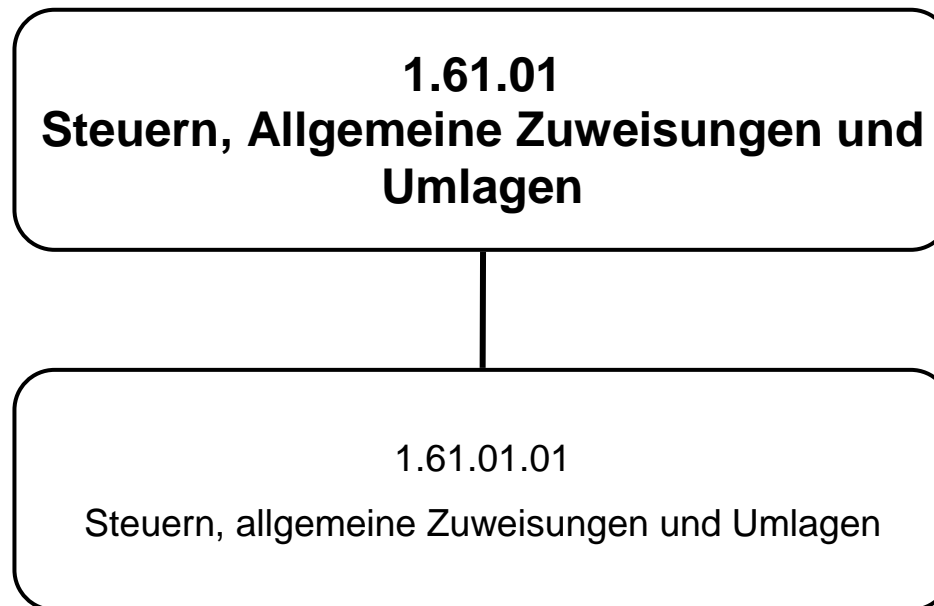 1.61.01
Steuern, Allgemeine Zuweisungen und
Umlagen
1.61.01.01
Steuern, allgemeine Zuweisungen und Umlagen